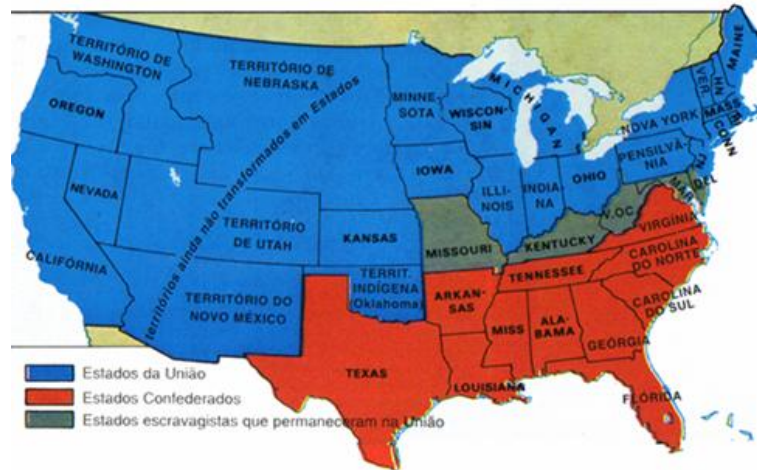 TERRITÓRIO DE
WASHINGTON
OREGON
TERRITÓRIO DE
NEBRASKA
territórios ainda não transformados em Estados
NEVADA
CALIFÓRNIA
TERRITÓRIO
DE UTAH
TERRITÓRIO DO
NOVO MÉXICO
MINNE-
SOTA
WISCON-
SIN
MICHIGAN
IOWA
ILLI-
NOIS
INDIA-
NA
OHIO
PENSILVÂ-
NIA
NOVA YORK
VER.
NH
MAINE
MASS
CONN
NJ
DEL
MAR
V.OC.
VIRGÍNIA
KANSAS
MISSOURI
KENTUCKY
TERRIT.
INDÍGENA
(Oklahoma)
TENNESSEE
CAROLINA
DO NORTE
CAROLINA
DO SUL
ARKAN-
SAS
MISS
ALA-
BAMA
GEÓRGIA
TEXAS
LOUISIANA
FLÓRIDA
Estados da União
Estados Confederados
Estados escravagistas que permaneceram na União